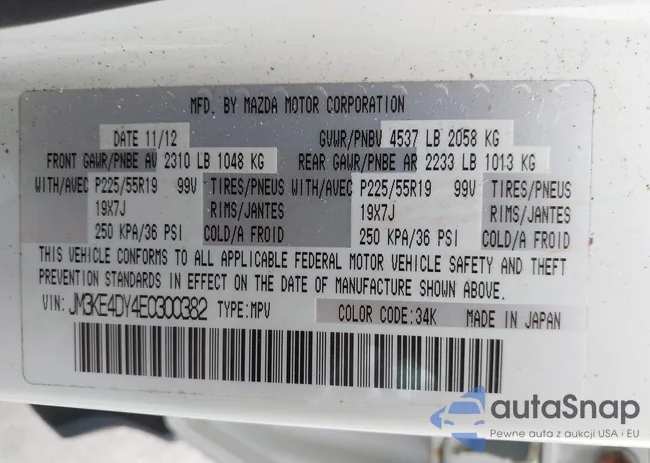 MFD. BY MAZDA MOTOR CORPORATION
DATE 11/12 GVWR/PNBV 4537 LB 2058 KG
FRONT GAWR/PNBE AV 2310 LB 1048 KG REAR GAWR/PNBE AR 2233 LB 1013 KG
WITH/AVEC P225/55R19 99V TIRES/PNEUS WITH/AVEC P225/55R19 99V TIRES/PNEUS
19X7J RIMS/JANTES 19X7J RIMS/JANTES
250 KPA/36 PSI COLD/A FROID 250 KPA/36 PSI COLD/A FROID
THIS VEHICLE CONFORMS TO ALL APPLICABLE FEDERAL MOTOR VEHICLE SAFETY AND THEFT
PREVENTION STANDARDS IN EFFECT ON THE DATE OF MANUFACTURE SHOWN ABOVE.
VIN: JM3KE4DY4E0300382 TYPE: MPV COLOR CODE: 34K MADE IN JAPAN
autaSnap
Pewne auta z aukcji USA i EU